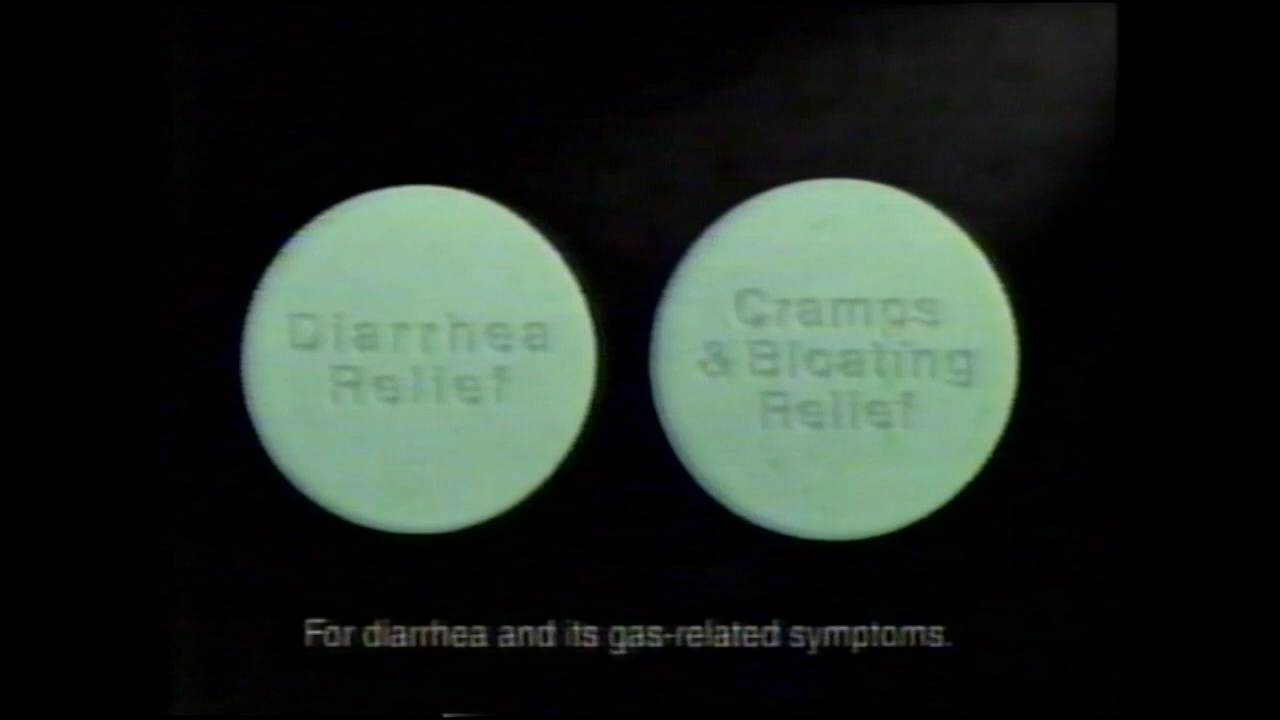 Diarrhea
Relief
Cramps
& Bloating
Relief
For diarrhea and its gas-related symptoms.